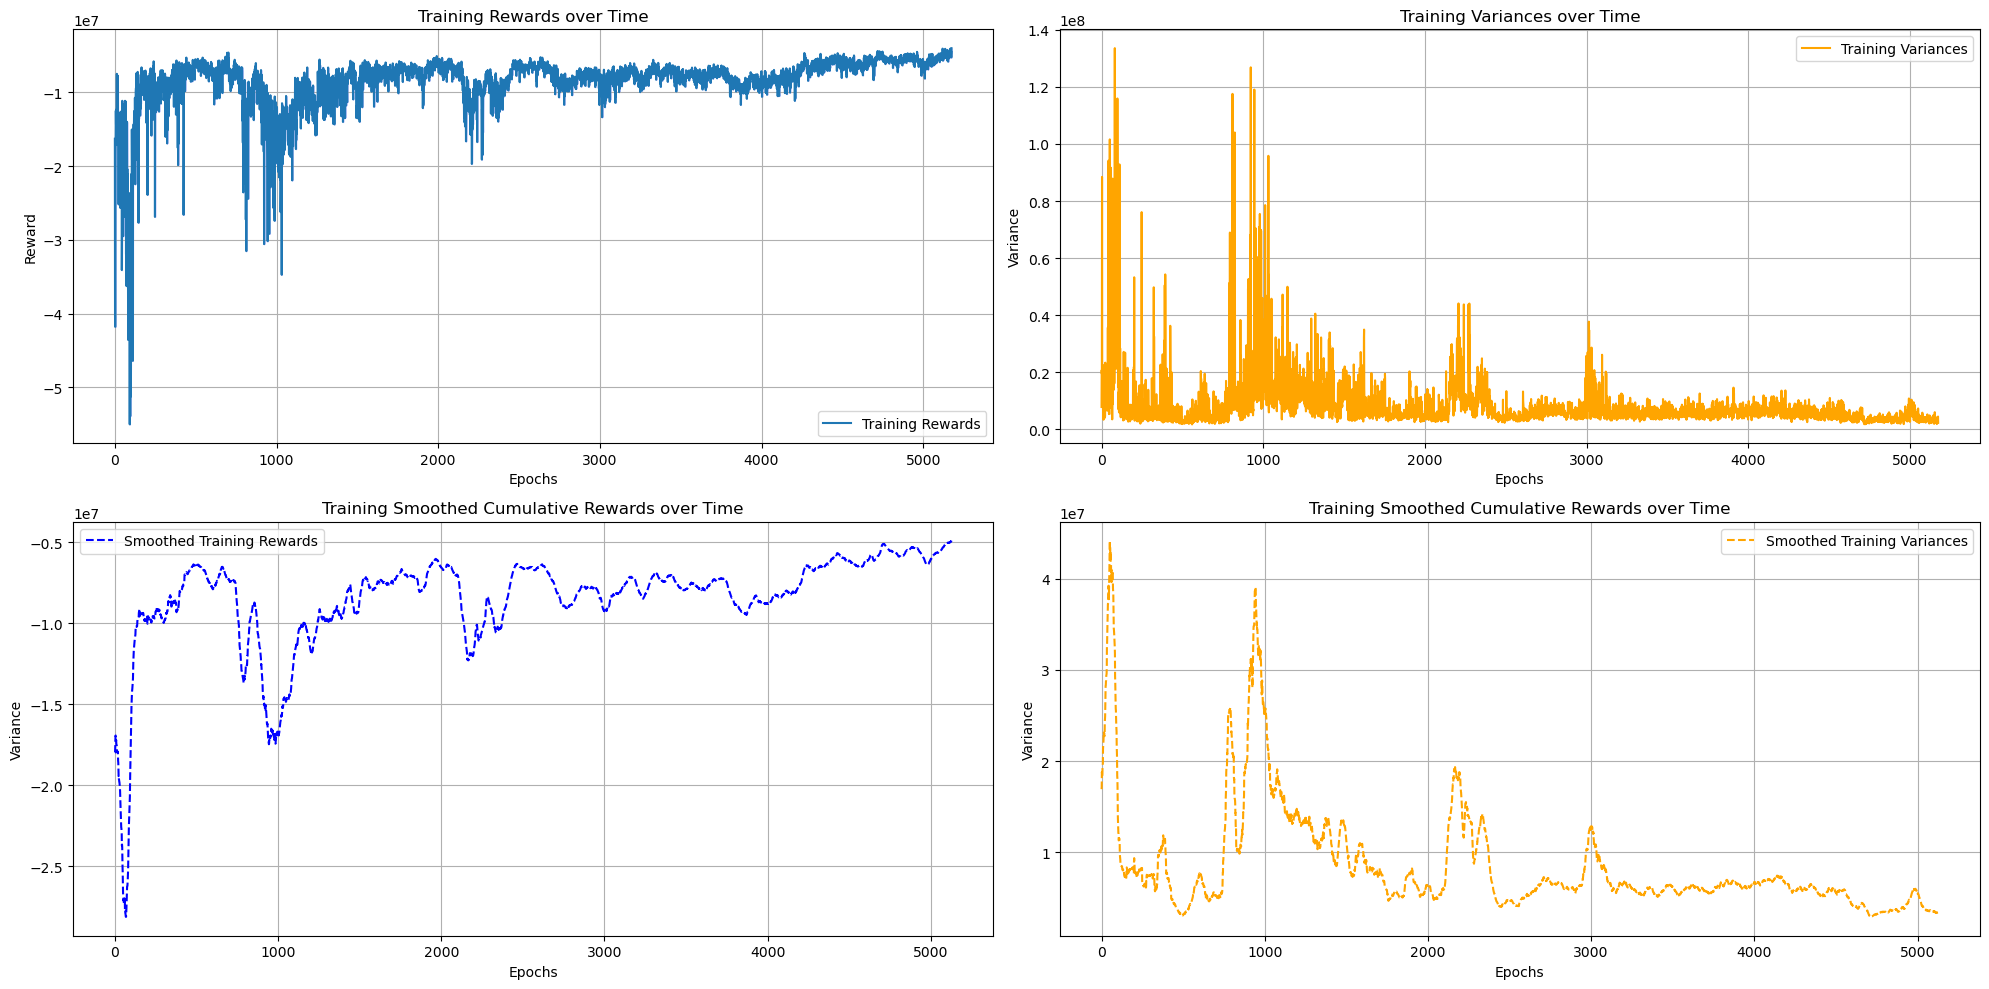 Training Rewards over Time
1e7
Reward
−1
−2
−3
−4
−5
0 1000 2000 3000 4000 5000
Epochs
Training Rewards
Training Variances over Time
1e8
Variance
1.4
1.2
1.0
0.8
0.6
0.4
0.2
0.0
0 1000 2000 3000 4000 5000
Epochs
Training Variances
Training Smoothed Cumulative Rewards over Time
1e7
Variance
−0.5
−1.0
−1.5
−2.0
−2.5
0 1000 2000 3000 4000 5000
Epochs
Smoothed Training Rewards
Training Smoothed Cumulative Rewards over Time
1e7
Variance
4
3
2
1
0 1000 2000 3000 4000 5000
Epochs
Smoothed Training Variances